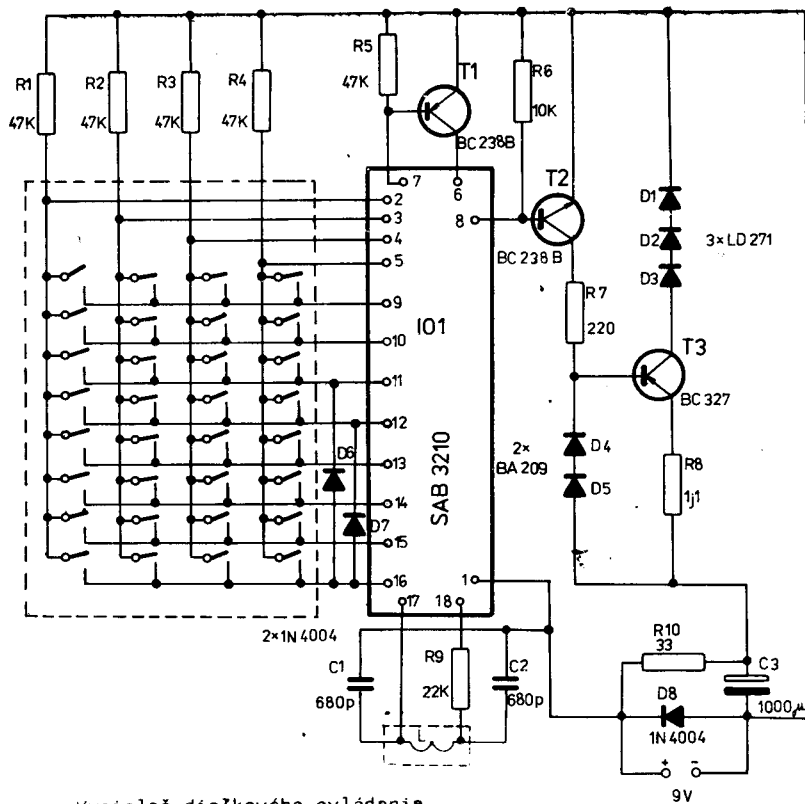 R1
47K
R2
47K
R3
47K
R4
47K
R5
47K
T1
BC 238B
R6
10K
T2
BC 238 B
D1
D2
D3
3×LD 271
R7
220
T3
BC 327
7
6
2
3
4
5
8
9
10
11
12
13
14
15
16
17
18
1
IO1
SAB 3210
D6
D7
2×
BA 209
D4
D5
R8
1j1
2×1N 4004
C1
680p
R9
22K
C2
680p
L
R10
33
C3
1000µ
D8
1N 4004
+
-
9V
diaľkového ovládania